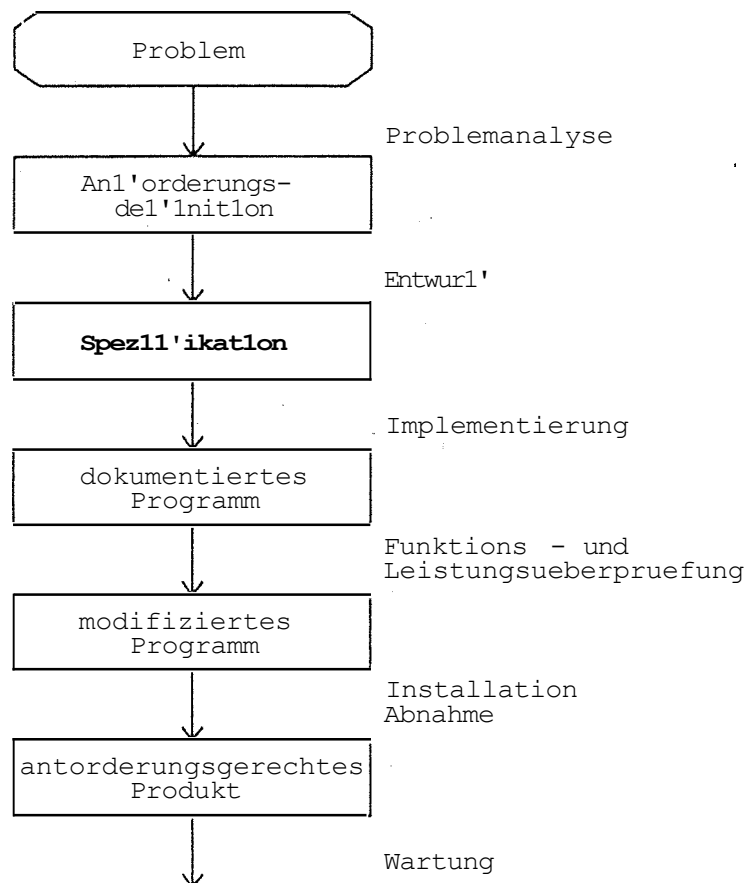 Problem
Problemanalyse
An1'orderungs-
de1'1nit1on
Entwur1'
Spez11'ikat1on
Implementierung
dokumentiertes
Programm
Funktions - und
Leistungsueberpruefung
modifiziertes
Programm
Installation
Abnahme
antorderungsgerechtes
Produkt
Wartung